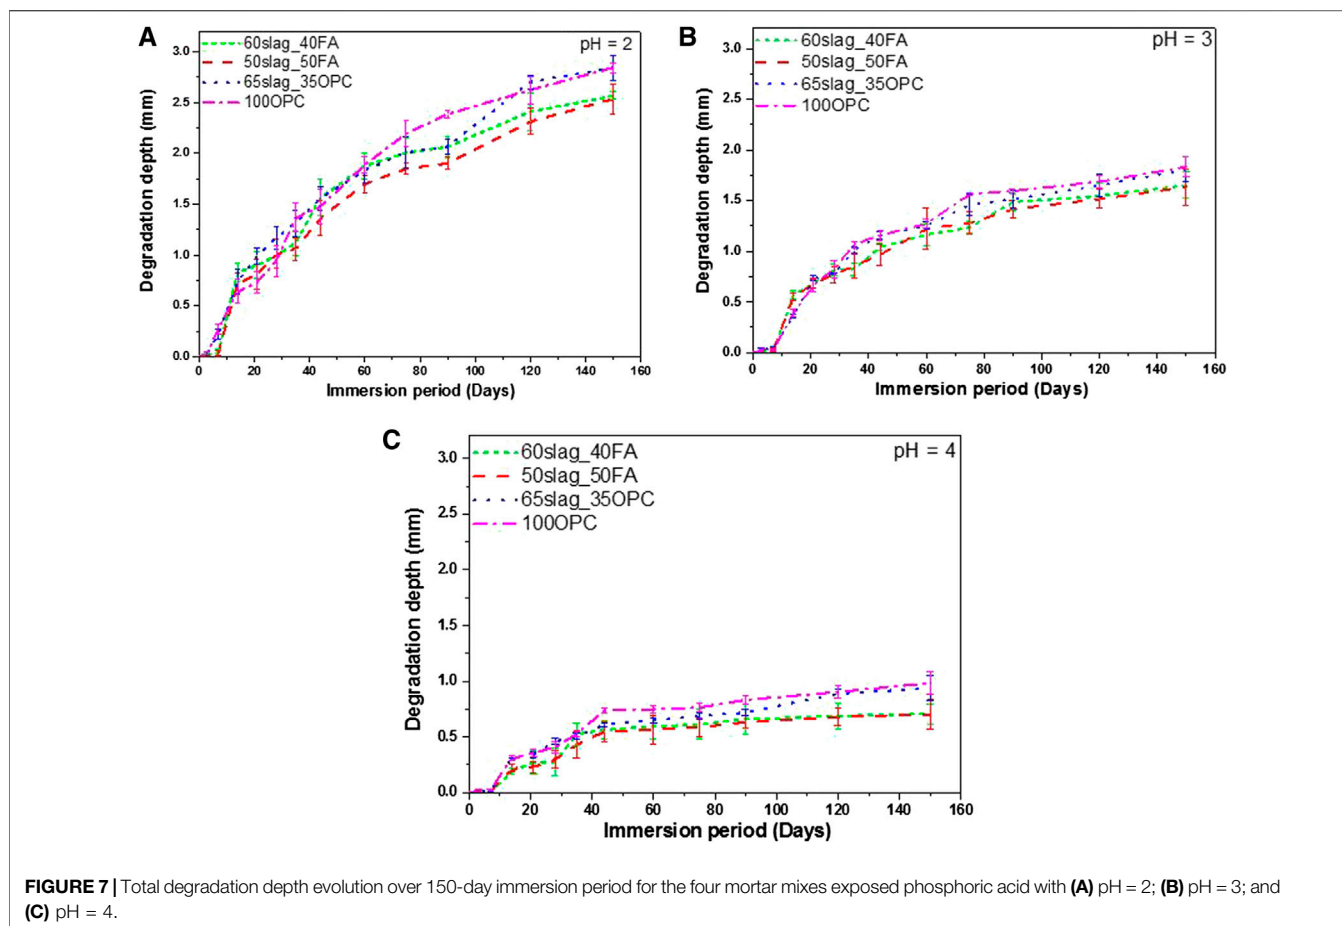 A
60slag_40FA
50slag_50FA
65slag_35OPC
100OPC
pH = 2
Degradation depth (mm)
3.0
2.5
2.0
1.5
1.0
0.5
0.0
0 20 40 60 80 100 120 140 160
Immersion period (Days)
B
60slag_40FA
50slag_50FA
65slag_35OPC
100OPC
pH = 3
Degradation depth (mm)
3.0
2.5
2.0
1.5
1.0
0.5
0.0
0 20 40 60 80 100 120 140 160
Immersion period (Days)
C
60slag_40FA
50slag_50FA
65slag_35OPC
100OPC
pH = 4
Degradation depth (mm)
3.0
2.5
2.0
1.5
1.0
0.5
0.0
0 20 40 60 80 100 120 140 160
Immersion period (Days)
FIGURE 7 | Total degradation depth evolution over 150-day immersion period for the four mortar mixes exposed phosphoric acid with (A) pH = 2; (B) pH = 3; and
(C) pH = 4.